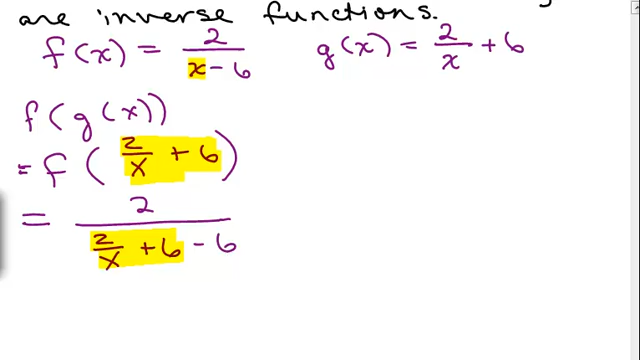 are inverse functions.
f(x) = 2/(x-6)    g(x) = 2/x + 6
f(g(x))
= f(2/x + 6)
= 2/(2/x + 6 - 6)